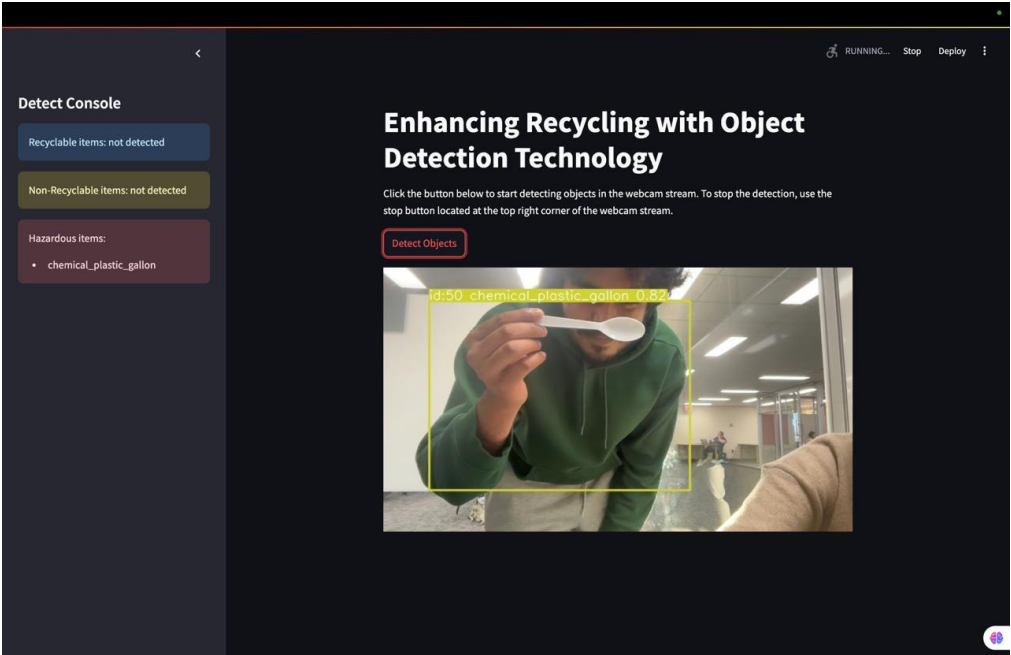 RUNNING... Stop Deploy
Detect Console
Recyclable items: not detected
Non-Recyclable items: not detected
Hazardous items:
• chemical_plastic_gallon
Enhancing Recycling with Object
Detection Technology
Click the button below to start detecting objects in the webcam stream. To stop the detection, use the
stop button located at the top right corner of the webcam stream.
Detect Objects
id:50 chemical_plastic_gallon 0.82